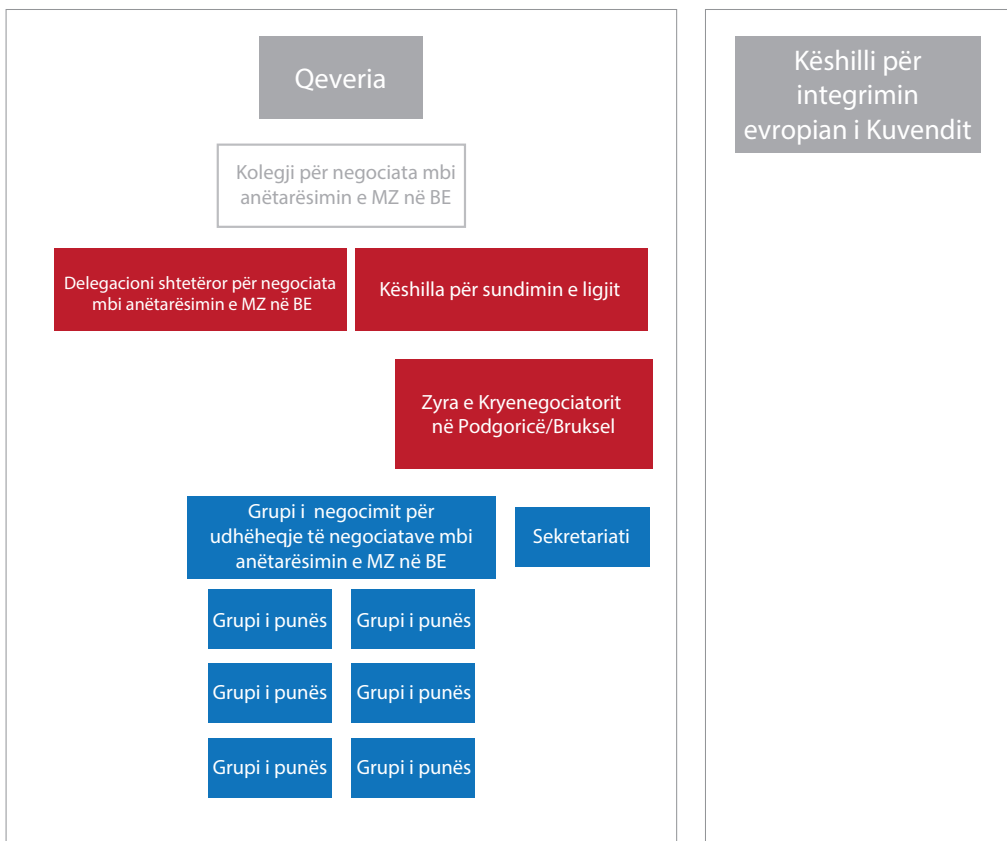 Qeveria
Kolegji për negociata mbi
anëtarësimin e MZ në BE
Delegacioni shtetëror për negociata
mbi anëtarësimin e MZ në BE
Këshilla për sundimin e ligjit
Zyra e Kryenegociatorit
në Podgoricë/Bruksel
Grupi i negocimit për
udhëheqje të negociatave mbi
anëtarësimin e MZ në BE
Sekretariati
Grupi i punës
Grupi i punës
Grupi i punës
Grupi i punës
Grupi i punës
Grupi i punës
Këshilli për
integrimin
evropian i Kuvendit